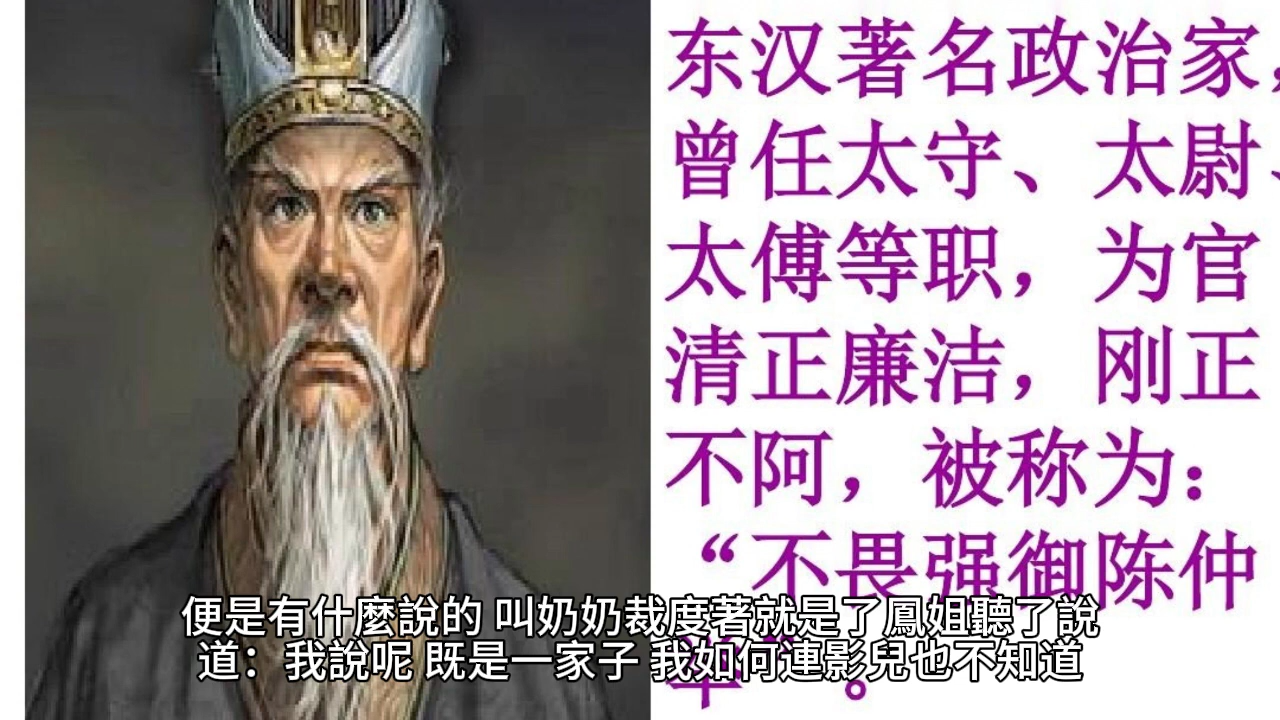 东汉著名政治家,
曾任太守、太尉、
太傅等职，为官
清正廉洁，刚正
不阿，被称为：
“不畏强御陈仲
举”。
便是有什麼說的 叫奶奶裁度著就是了鳳姐聽了說
道：我說呢 既是一家子 我如何連影兒也不知道